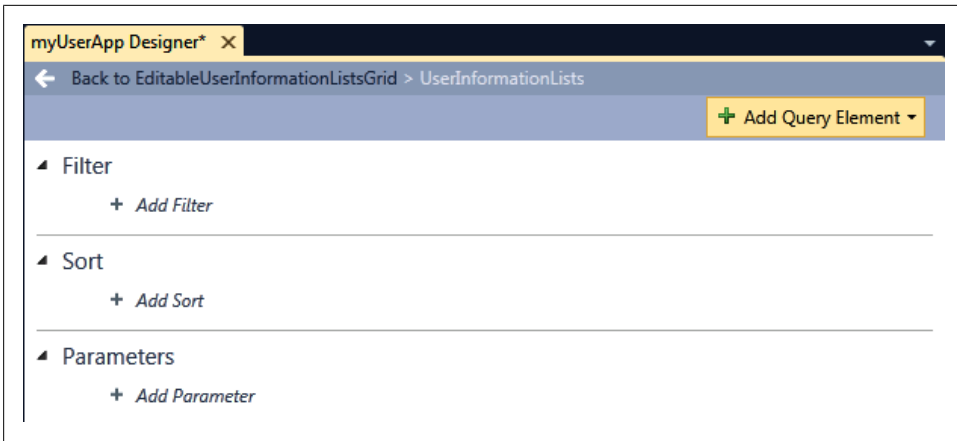 myUserApp Designer*
Back to EditableUserInformationListsGrid > UserInformationLists
Add Query Element
Filter
+ Add Filter
Sort
+ Add Sort
Parameters
+ Add Parameter